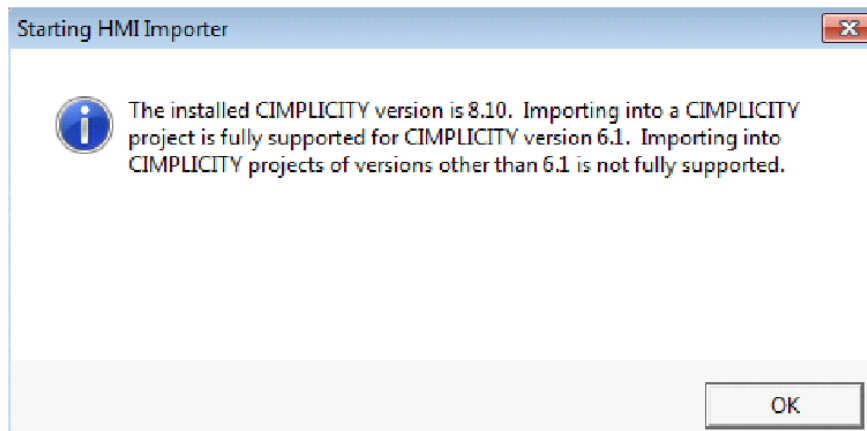 Starting HMI Importer
The installed CIMPLICITY version is 8.10.  Importing into a CIMPLICITY
project is fully supported for CIMPLICITY version 6.1.  Importing into
CIMPLICITY projects of versions other than 6.1 is not fully supported.
OK